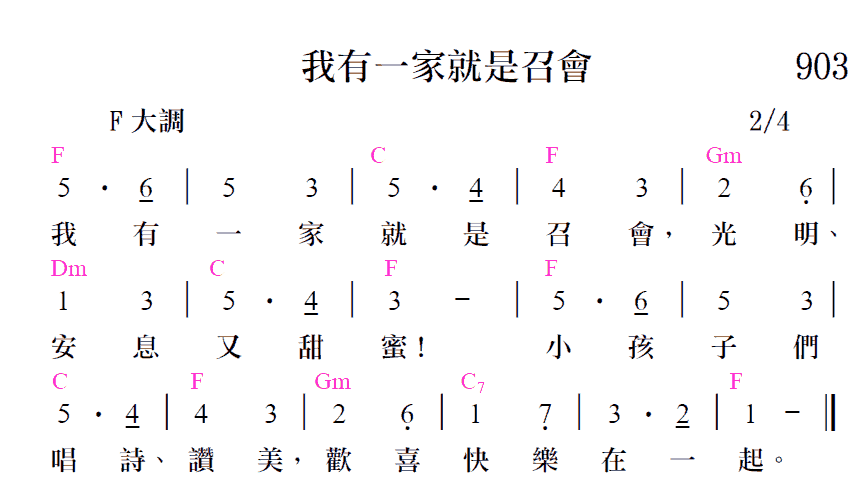 我有一家就是召會 903
F 大調 2/4
F C F Gm
5 · 6 | 5 3 | 5 · 4 | 4 3 | 2 6 |
我有一家就是召會，光明、
Dm C F F
1 3 | 5 · 4 | 3 － | 5 · 6 | 5 3 |
安息又甜蜜！小孩子們
C F Gm C7 F
5 · 4 | 4 3 | 2 6 | 1 7 | 3 · 2 | 1 － ‖
唱詩、讚美，歡喜快樂在一起。